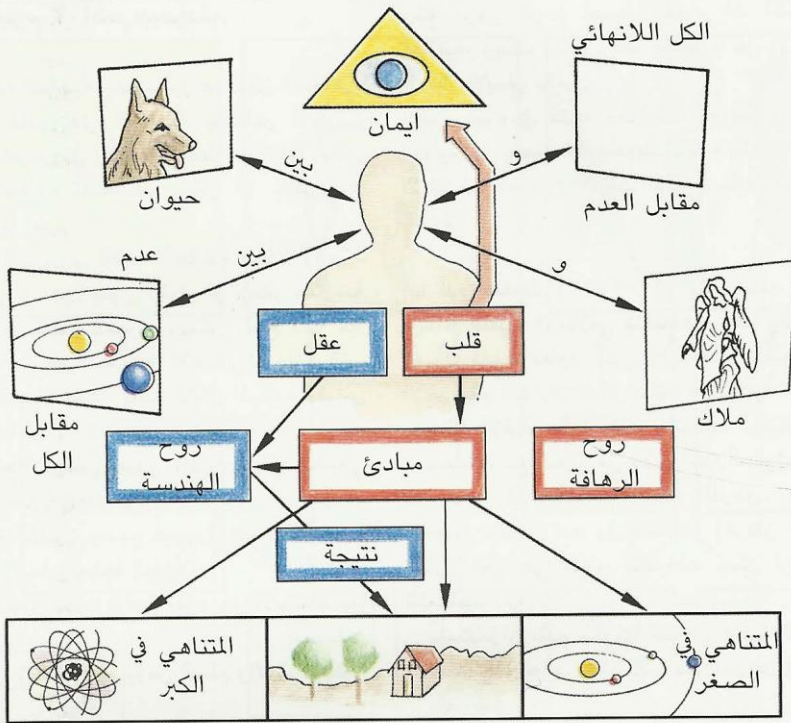 الكل اللانهائي
ايمان
حيوان
بين
و
مقابل العدم
عدم
بين
و
عقل
قلب
ملاك
مقابل
الكل
روح
الهندسة
مبادئ
روح
الرهافة
نتيجة
المتناهي في
الصغر
المتناهي في
الكبر